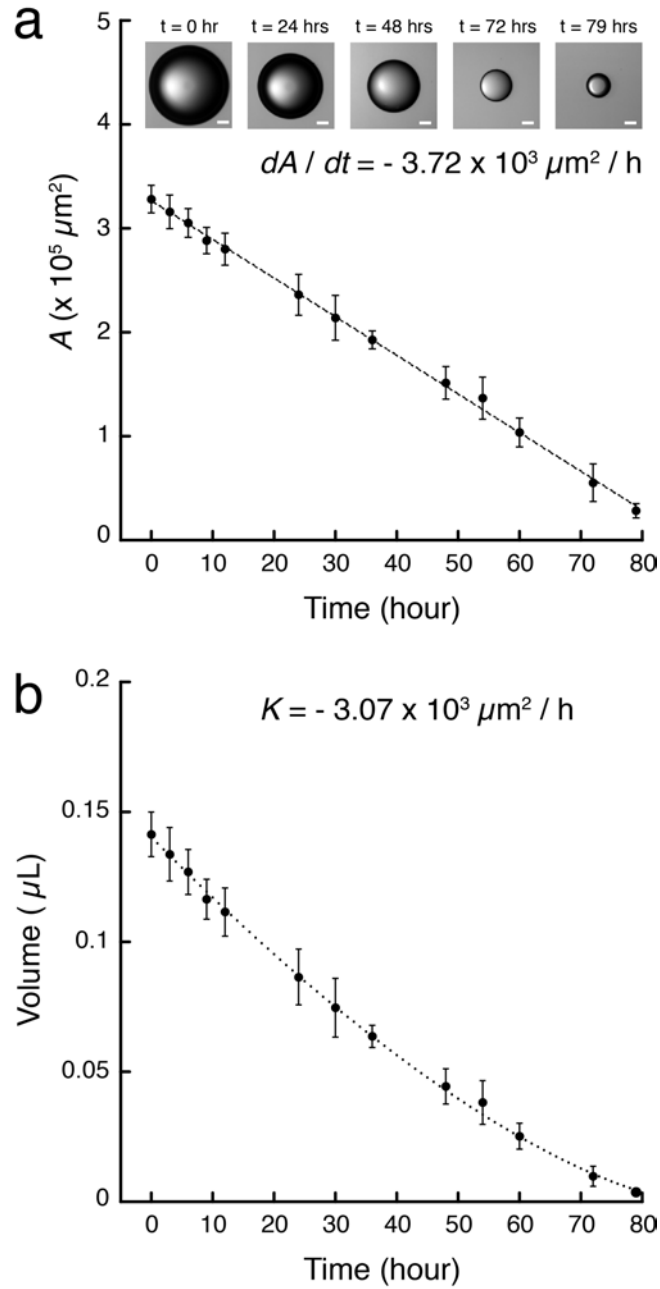 a
t = 0 hr t = 24 hrs t = 48 hrs t = 72 hrs t = 79 hrs
dA / dt = - 3.72 x 10³ μm² / h
A (x 10⁵ μm²)
5
4
3
2
1
0
0 10 20 30 40 50 60 70 80
Time (hour)
b
K = - 3.07 x 10³ μm² / h
Volume ( μL)
0.2
0.15
0.1
0.05
0
0 10 20 30 40 50 60 70 80
Time (hour)